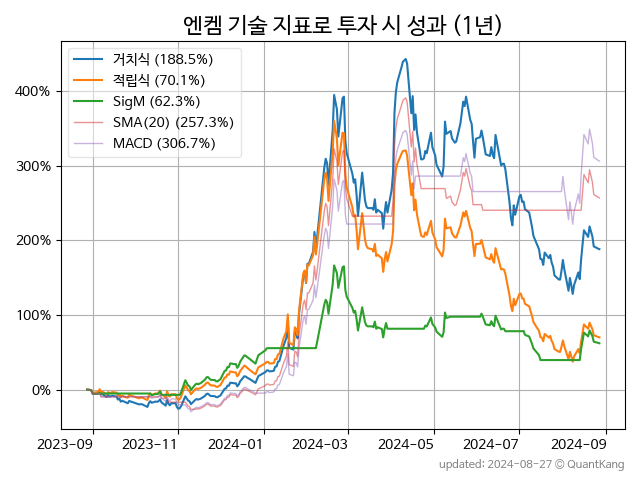 엔켐 기술 지표로 투자 시 성과 (1년)
거치식 (188.5%)
적립식 (70.1%)
SigM (62.3%)
SMA(20) (257.3%)
MACD (306.7%)
400%
300%
200%
100%
0%
2023-09 2023-11 2024-01 2024-03 2024-05 2024-07 2024-09
updated: 2024-08-27 ⓒ QuantKang